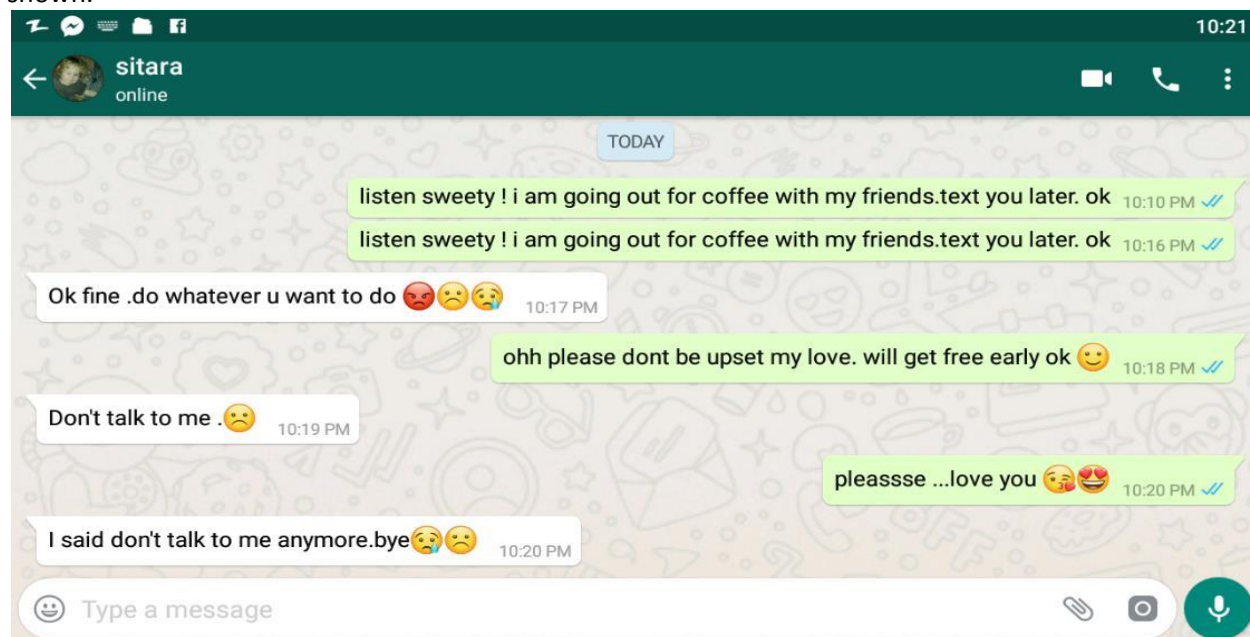 shown.
10:21
sitara
online
TODAY
listen sweety ! i am going out for coffee with my friends.text you later. ok 10:10 PM
listen sweety ! i am going out for coffee with my friends.text you later. ok 10:16 PM
Ok fine .do whatever u want to do 😡☹️😢 10:17 PM
ohh please dont be upset my love. will get free early ok 🙂 10:18 PM
Don't talk to me .☹️ 10:19 PM
pleassse ...love you 😘😍 10:20 PM
I said don't talk to me anymore.bye😢☹️ 10:20 PM
Type a message